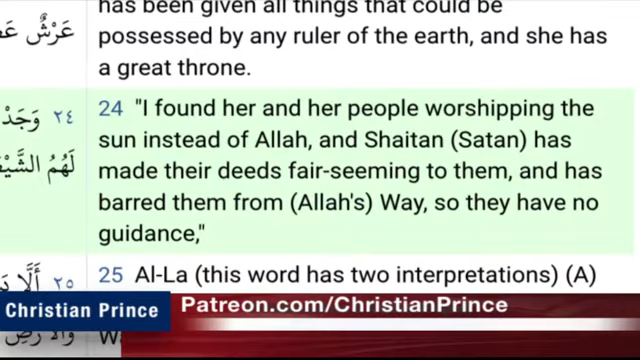 has been given all things that could be
عَرْشٌ
possessed by any ruler of the earth, and she has
a great throne.
24 "I found her and her people worshipping the
٢٤ وَجَدْ
sun instead of Allah, and Shaitan (Satan) has
لَهُمُ الشَّيْ
made their deeds fair-seeming to them, and has
barred them from (Allah's) Way, so they have no
guidance,"
25 Al-La (this word has two interpretations) (A)
٢٥ أَلَّا
Christian Prince
Patreon.com/ChristianPrince